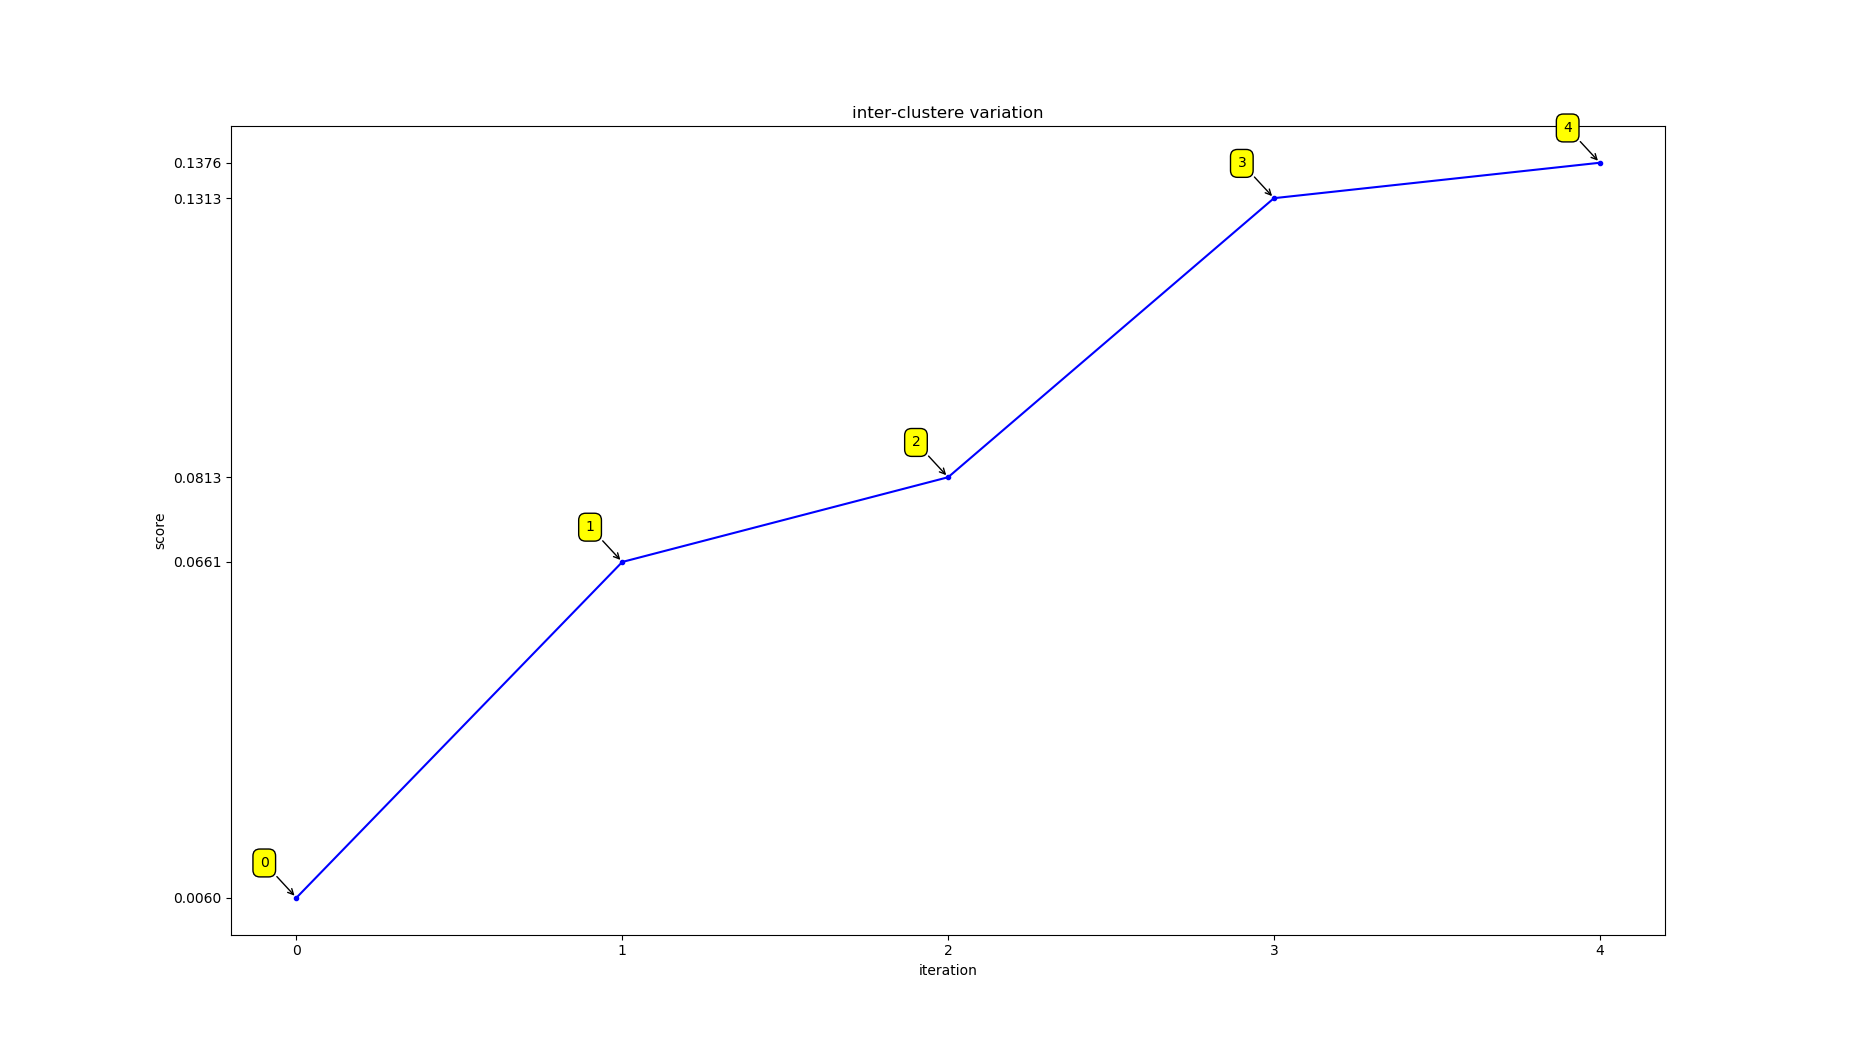 inter-clustere variation
4
0.1376
3
0.1313
2
0.0813
1
score
0.0661
0
0.0060
0 1 2 3 4
iteration